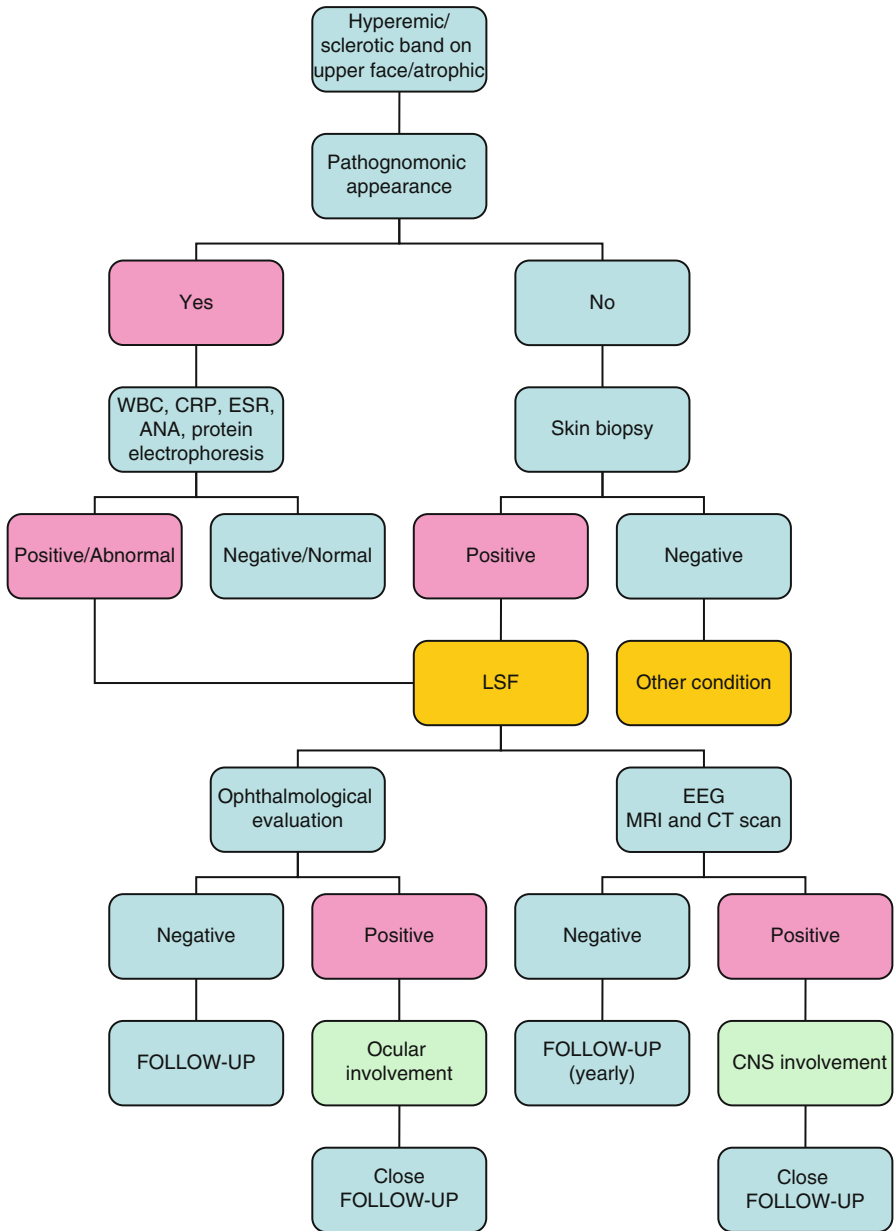 Hyperemic/
sclerotic band on
upper face/atrophic
Pathognomonic
appearance
Yes
No
WBC, CRP, ESR,
ANA, protein
electrophoresis
Skin biopsy
Positive/Abnormal
Negative/Normal
Positive
Negative
LSF
Other condition
Ophthalmological
evaluation
EEG
MRI and CT scan
Negative
Positive
Negative
Positive
FOLLOW-UP
Ocular
involvement
FOLLOW-UP
(yearly)
CNS involvement
Close
FOLLOW-UP
Close
FOLLOW-UP